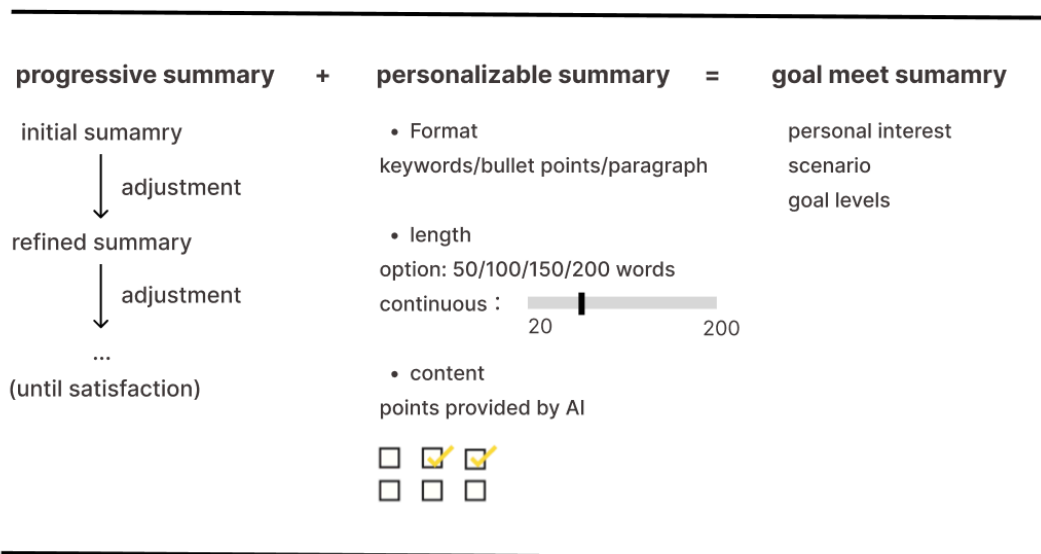 progressive summary + personalizable summary = goal meet sumamry
initial sumamry
adjustment
refined summary
adjustment
...
(until satisfaction)
• Format
keywords/bullet points/paragraph
• length
option: 50/100/150/200 words
continuous：
20 200
• content
points provided by AI
personal interest
scenario
goal levels